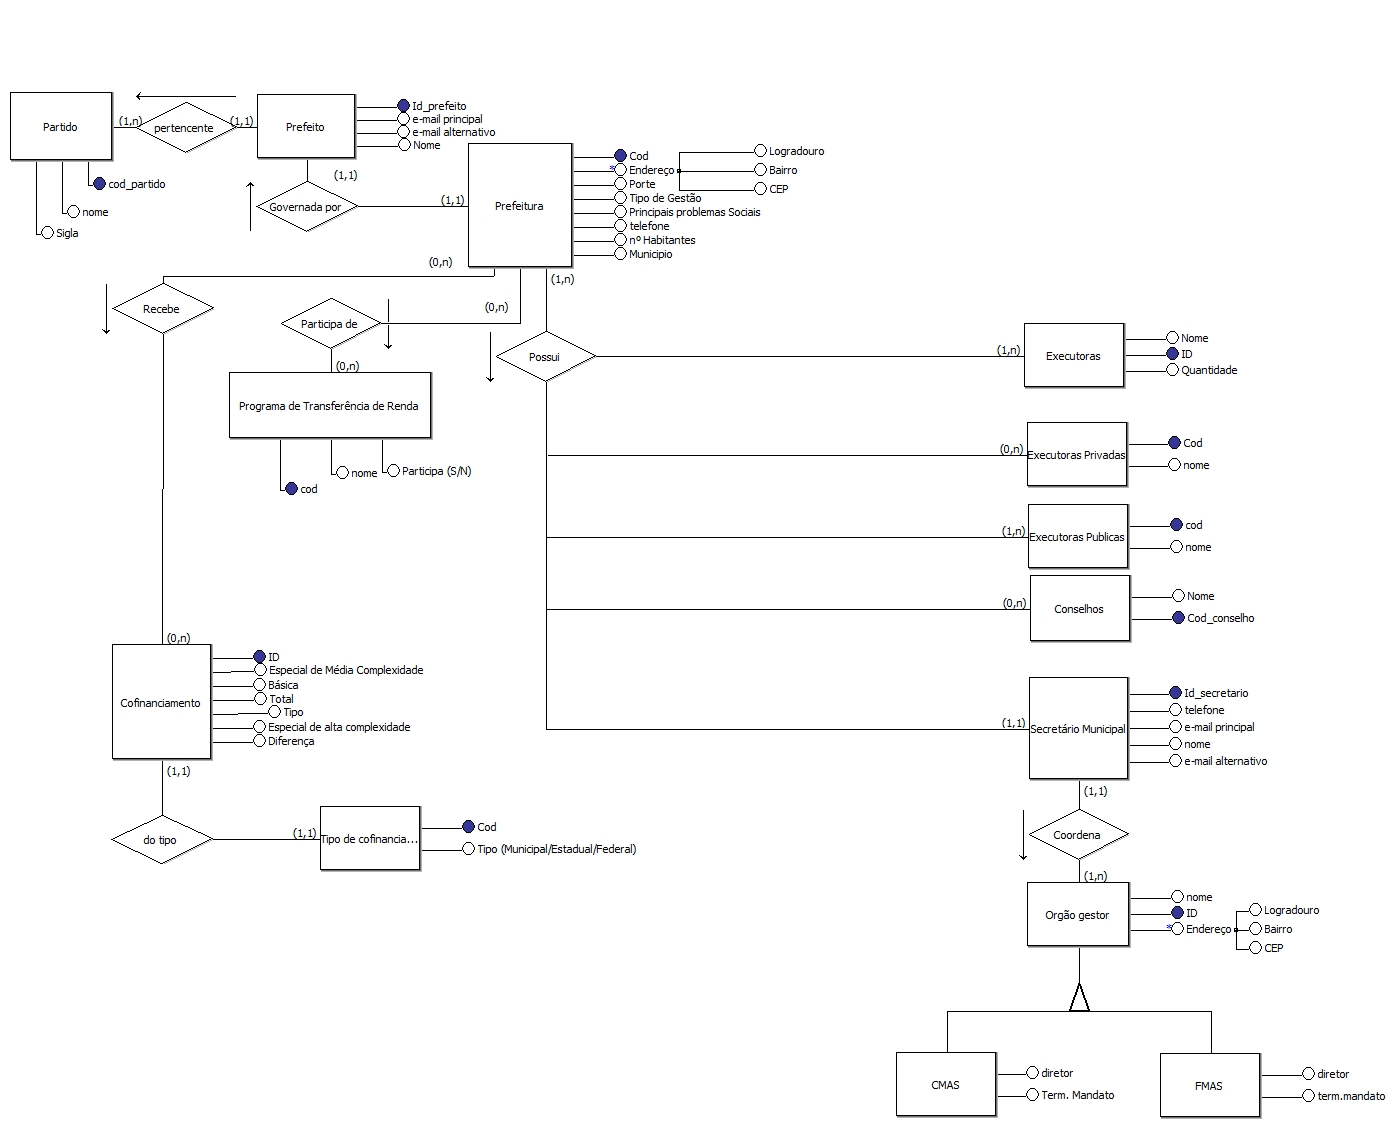 Partido
(1,n)
pertencente
(1,1)
Prefeito
Id_prefeito
e-mail principal
e-mail alternativo
Nome
cod_partido
nome
Sigla
(1,1)
Governada por
(1,1)
Prefeitura
Cod
*
Endereço
Porte
Tipo de Gestão
Principais problemas Sociais
telefone
nº Habitantes
Municipio
Logradouro
Bairro
CEP
(0,n)
(0,n)
(1,n)
Recebe
Participa de
Possui
(0,n)
Programa de Transferência de Renda
cod
nome
Participa (S/N)
(1,n)
Executoras
Nome
ID
Quantidade
(0,n)
Executoras Privadas
Cod
nome
(1,n)
Executoras Publicas
cod
nome
(0,n)
Conselhos
Nome
Cod_conselho
(0,n)
Cofinanciamento
ID
Especial de Média Complexidade
Básica
Total
Tipo
Especial de alta complexidade
Diferença
(1,1)
Secretário Municipal
Id_secretario
telefone
e-mail principal
nome
e-mail alternativo
(1,1)
do tipo
(1,1)
Tipo de cofinancia...
Cod
Tipo (Municipal/Estadual/Federal)
(1,1)
Coordena
(1,n)
Orgão gestor
nome
ID
*
Endereço
Logradouro
Bairro
CEP
CMAS
diretor
Term. Mandato
FMAS
diretor
term.mandato